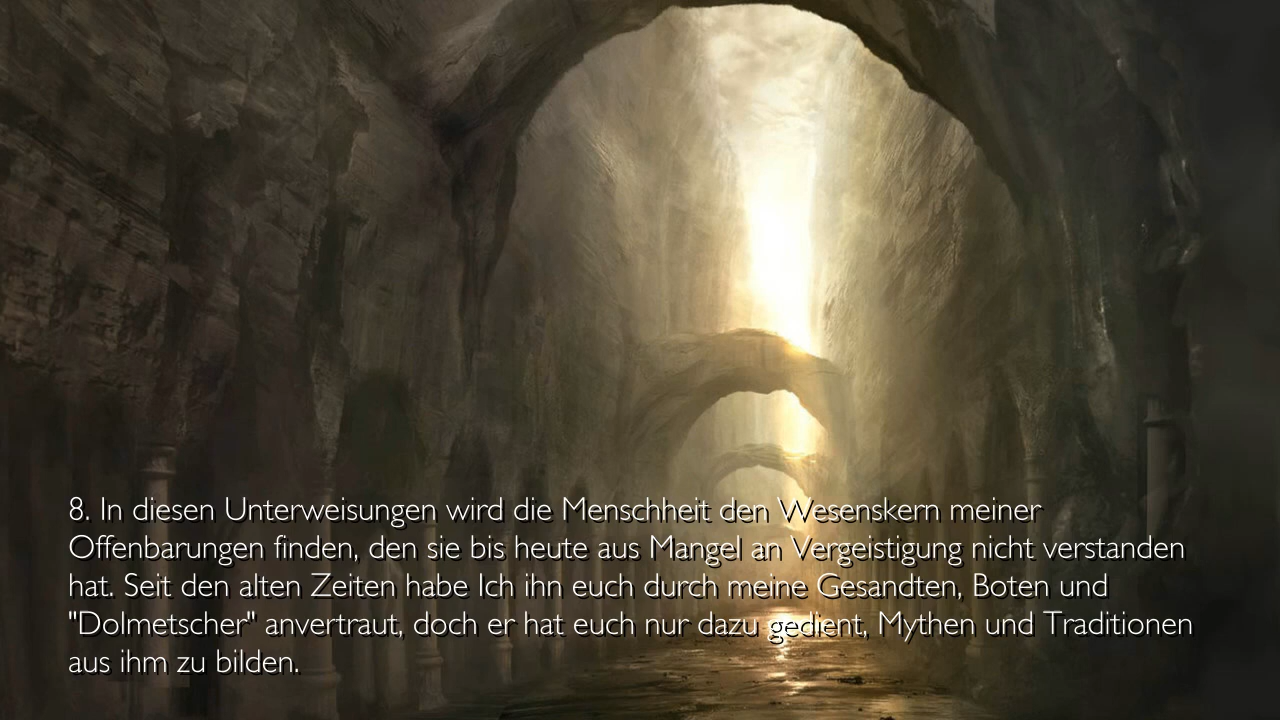 8. In diesen Unterweisungen wird die Menschheit den Wesenskern meiner
Offenbarungen finden, den sie bis heute aus Mangel an Vergeistigung nicht verstanden
hat. Seit den alten Zeiten habe Ich ihn euch durch meine Gesandten, Boten und
"Dolmetscher" anvertraut, doch er hat euch nur dazu gedient, Mythen und Traditionen
aus ihm zu bilden.